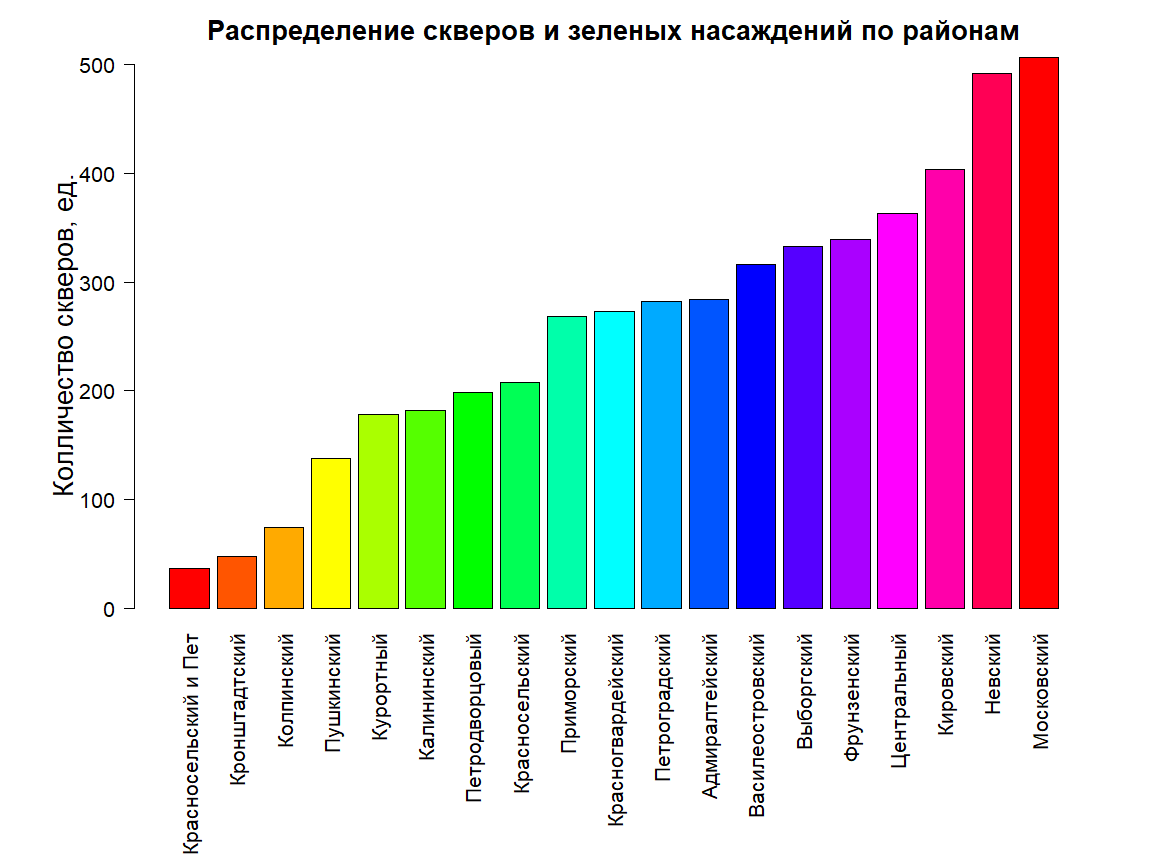 Распределение скверов и зеленых насаждений по районам
Колличество скверов, ед.
500
400
300
200
100
0
Красносельский и Пет
Кронштадтский
Колпинский
Пушкинский
Курортный
Калининский
Петродворцовый
Красносельский
Приморский
Красногвардейский
Петроградский
Адмиралтейский
Василеостровский
Выборгский
Фрунзенский
Центральный
Кировский
Невский
Московский